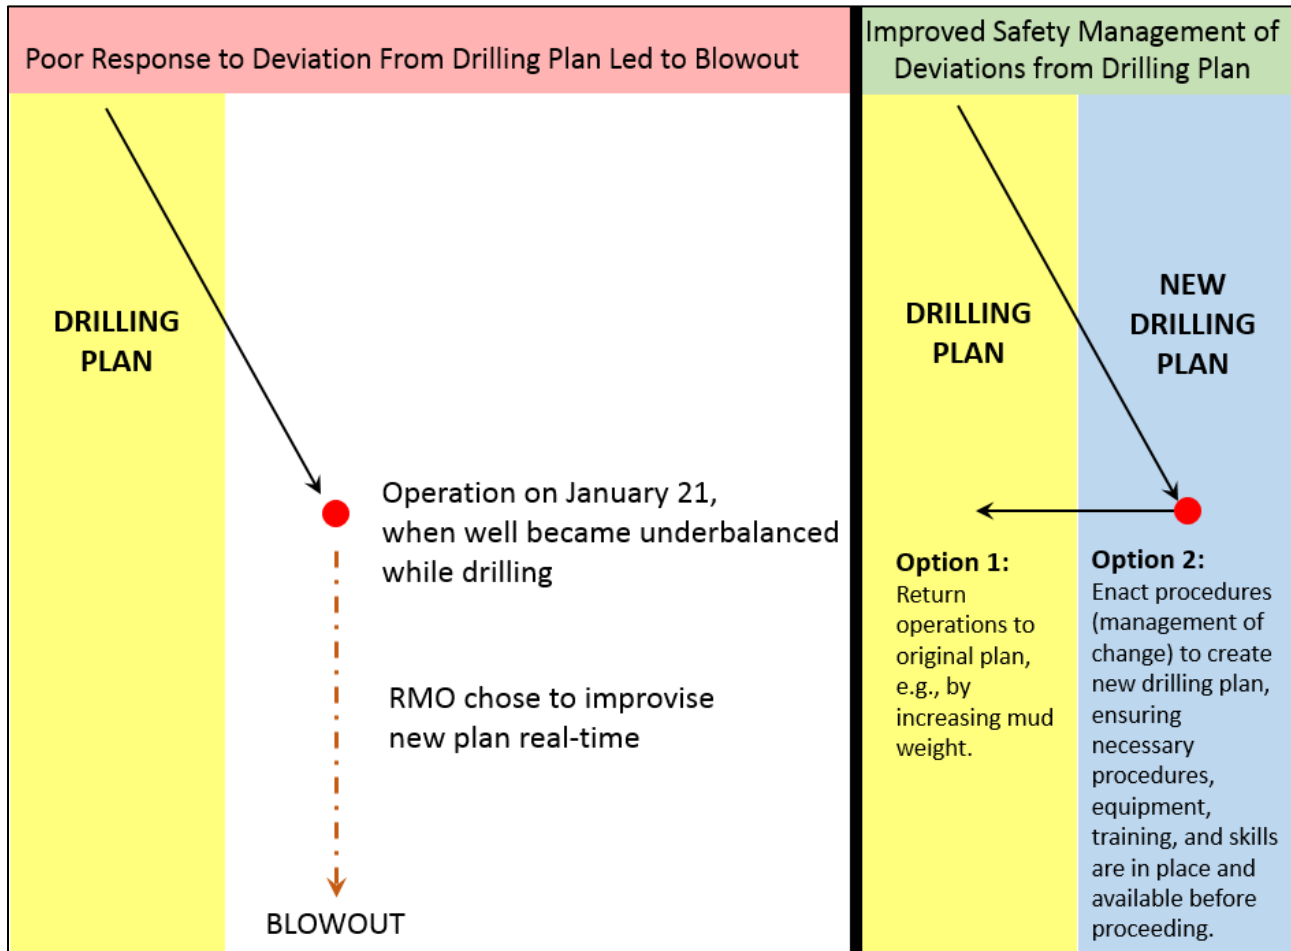 Poor Response to Deviation From Drilling Plan Led to Blowout
DRILLING
PLAN
Operation on January 21,
when well became underbalanced
while drilling
RMO chose to improvise
new plan real-time
BLOWOUT
Improved Safety Management of
Deviations from Drilling Plan
DRILLING
PLAN
NEW
DRILLING
PLAN
Option 1:
Return
operations to
original plan,
e.g., by
increasing mud
weight.
Option 2:
Enact procedures
(management of
change) to create
new drilling plan,
ensuring
necessary
procedures,
equipment,
training, and skills
are in place and
available before
proceeding.